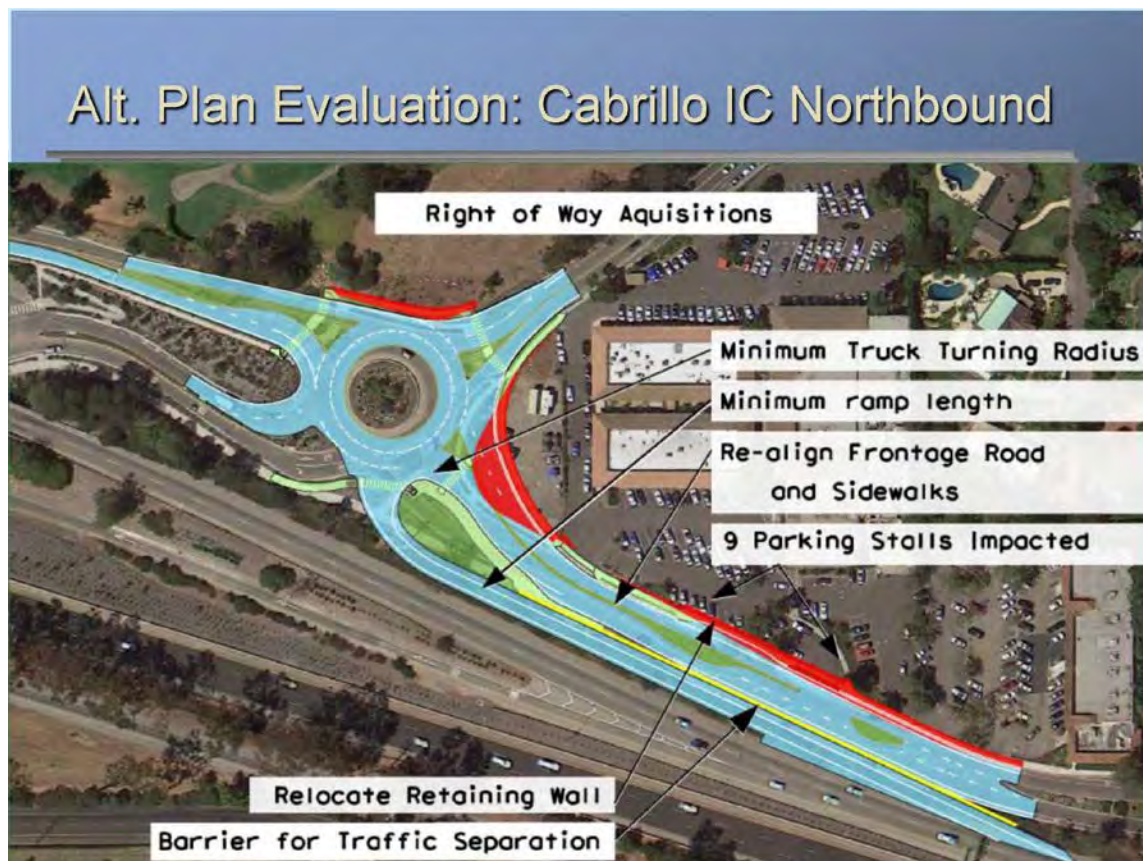 Alt. Plan Evaluation: Cabrillo IC Northbound
Right of Way Aquisitions
Minimum Truck Turning Radius
Minimum ramp length
Re-align Frontage Road
and Sidewalks
9 Parking Stalls Impacted
Relocate Retaining Wall
Barrier for Traffic Separation